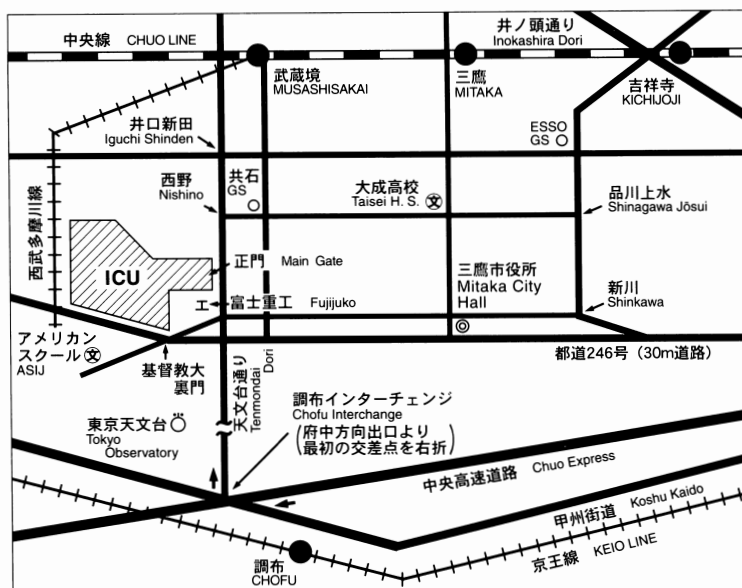 中央線 CHUO LINE
井ノ頭通り
Inokashira Dori
武蔵境
MUSASHISAKAI
三鷹
MITAKA
吉祥寺
KICHIJOJI
井口新田
Iguchi Shinden
ESSO
GS
西武多摩川線
西野
Nishino
共石
GS
大成高校
Taisei H. S. 文
品川上水
Shinagawa Jōsui
ICU
正門 Main Gate
三鷹市役所
Mitaka City
Hall
新川
Shinkawa
工
富士重工 Fujijuko
アメリカン
スクール 文
ASIJ
基督教大
裏門
都道246号(30m道路)
天文台通り
Tenmondai
Dori
東京天文台
Tokyo
Observatory
調布インターチェンジ
Chofu Interchange
(府中方向出口より
最初の交差点を右折)
中央高速道路 Chuo Express
甲州街道 Koshu Kaido
京王線 KEIO LINE
調布
CHOFU